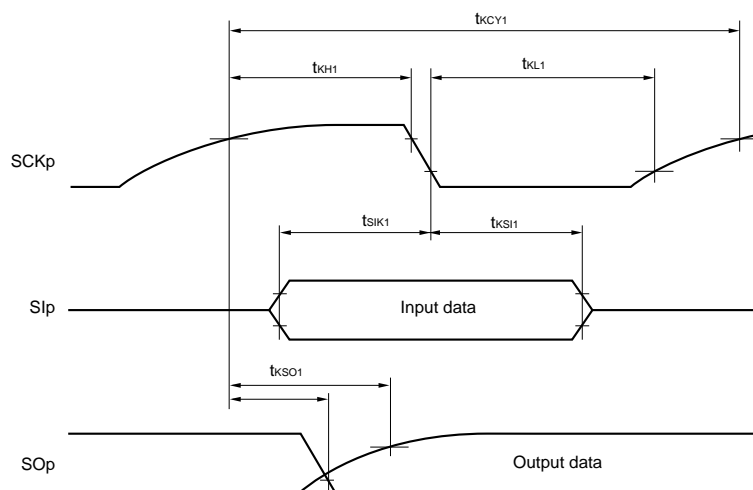 tKCY1
tKH1
tKL1
SCKp
tSIK1
tKSI1
SIp
Input data
tKSO1
SOp
Output data